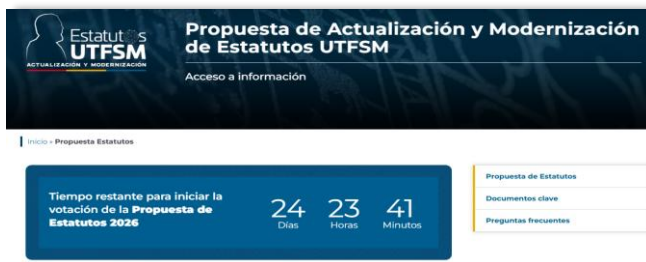 Estatutos
UTFSM
ACTUALIZACIÓN Y MODERNIZACIÓN
Propuesta de Actualización y Modernización
de Estatutos UTFSM
Acceso a información
Inicio » Propuesta Estatutos
Tiempo restante para iniciar la
votación de la Propuesta de
Estatutos 2026
24 23 41
Días Horas Minutos
Propuesta de Estatutos
Documentos clave
Preguntas frecuentes